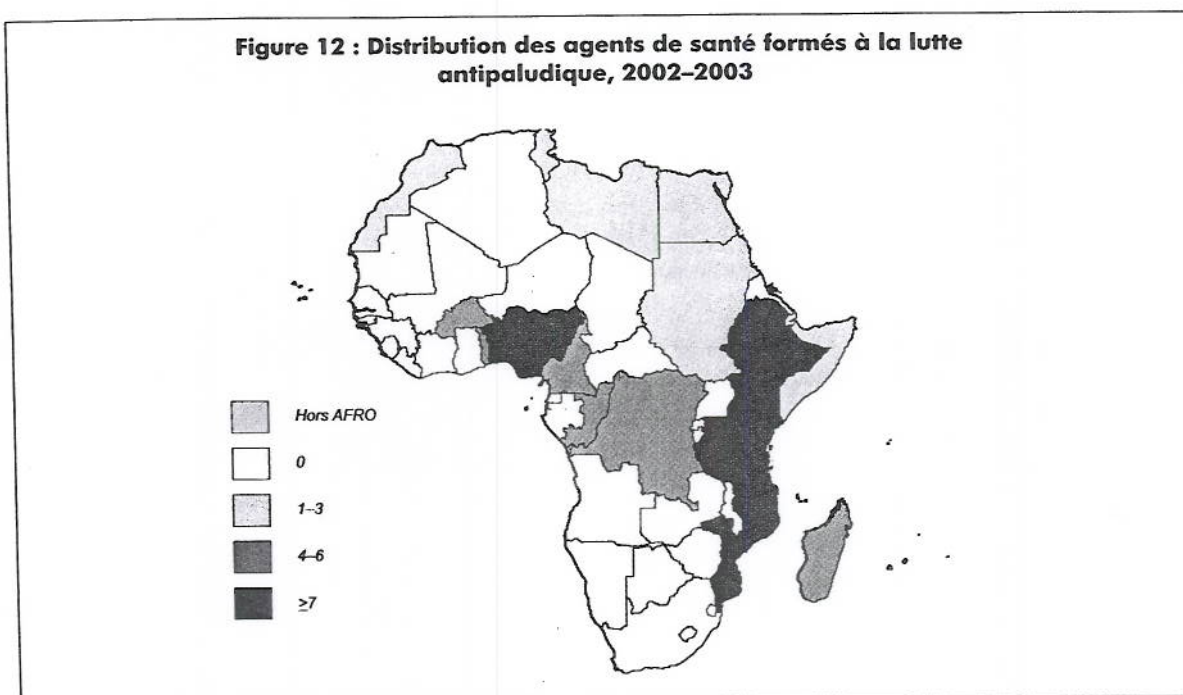 Figure 12 : Distribution des agents de santé formés à la lutte
antipaludique, 2002–2003
Hors AFRO
0
1–3
4–6
≥7